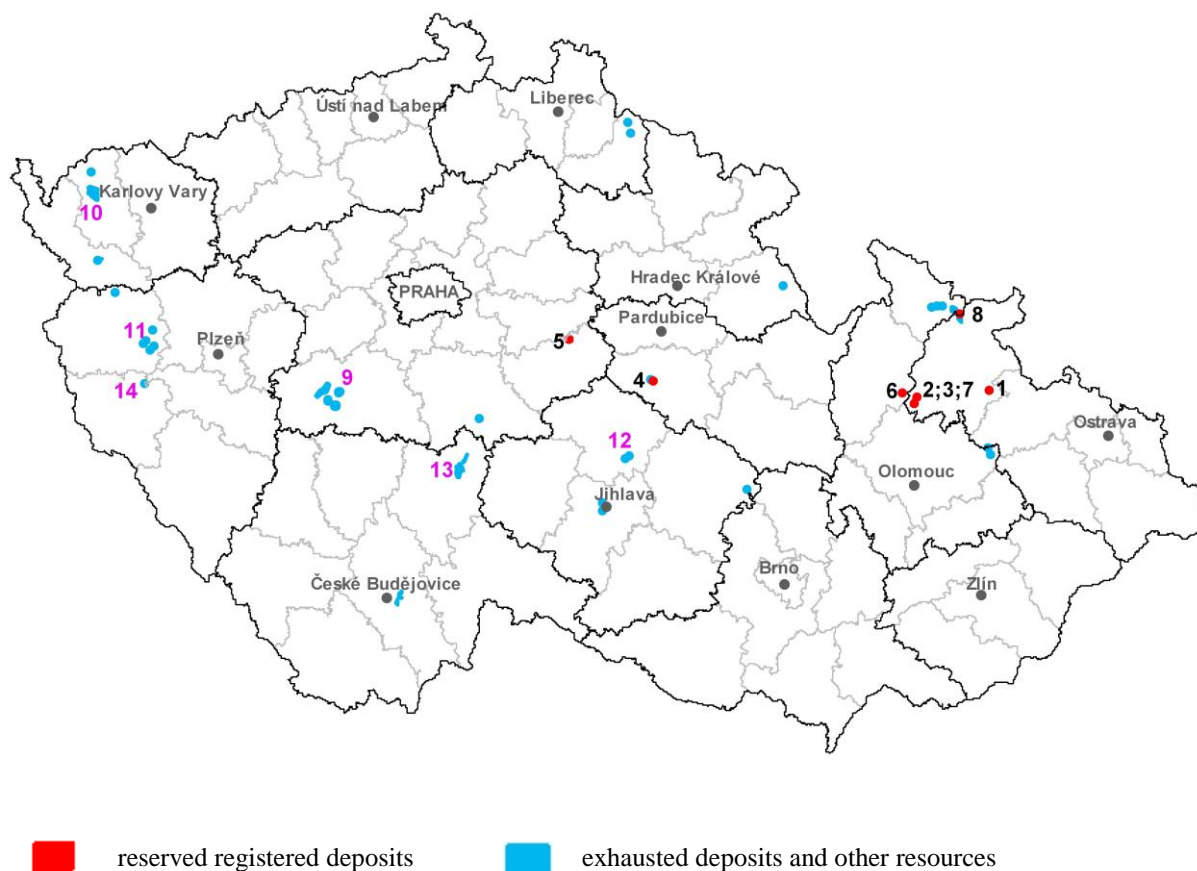 Ústí nad Labem
Liberec
Karlovy Vary
10
Hradec Králové
PRAHA
Pardubice
8
11
Plzeň
5
14
9
4
6
2;3;7
1
Ostrava
12
13
Olomouc
Jihlava
České Budějovice
Brno
Zlín
reserved registered deposits
exhausted deposits and other resources